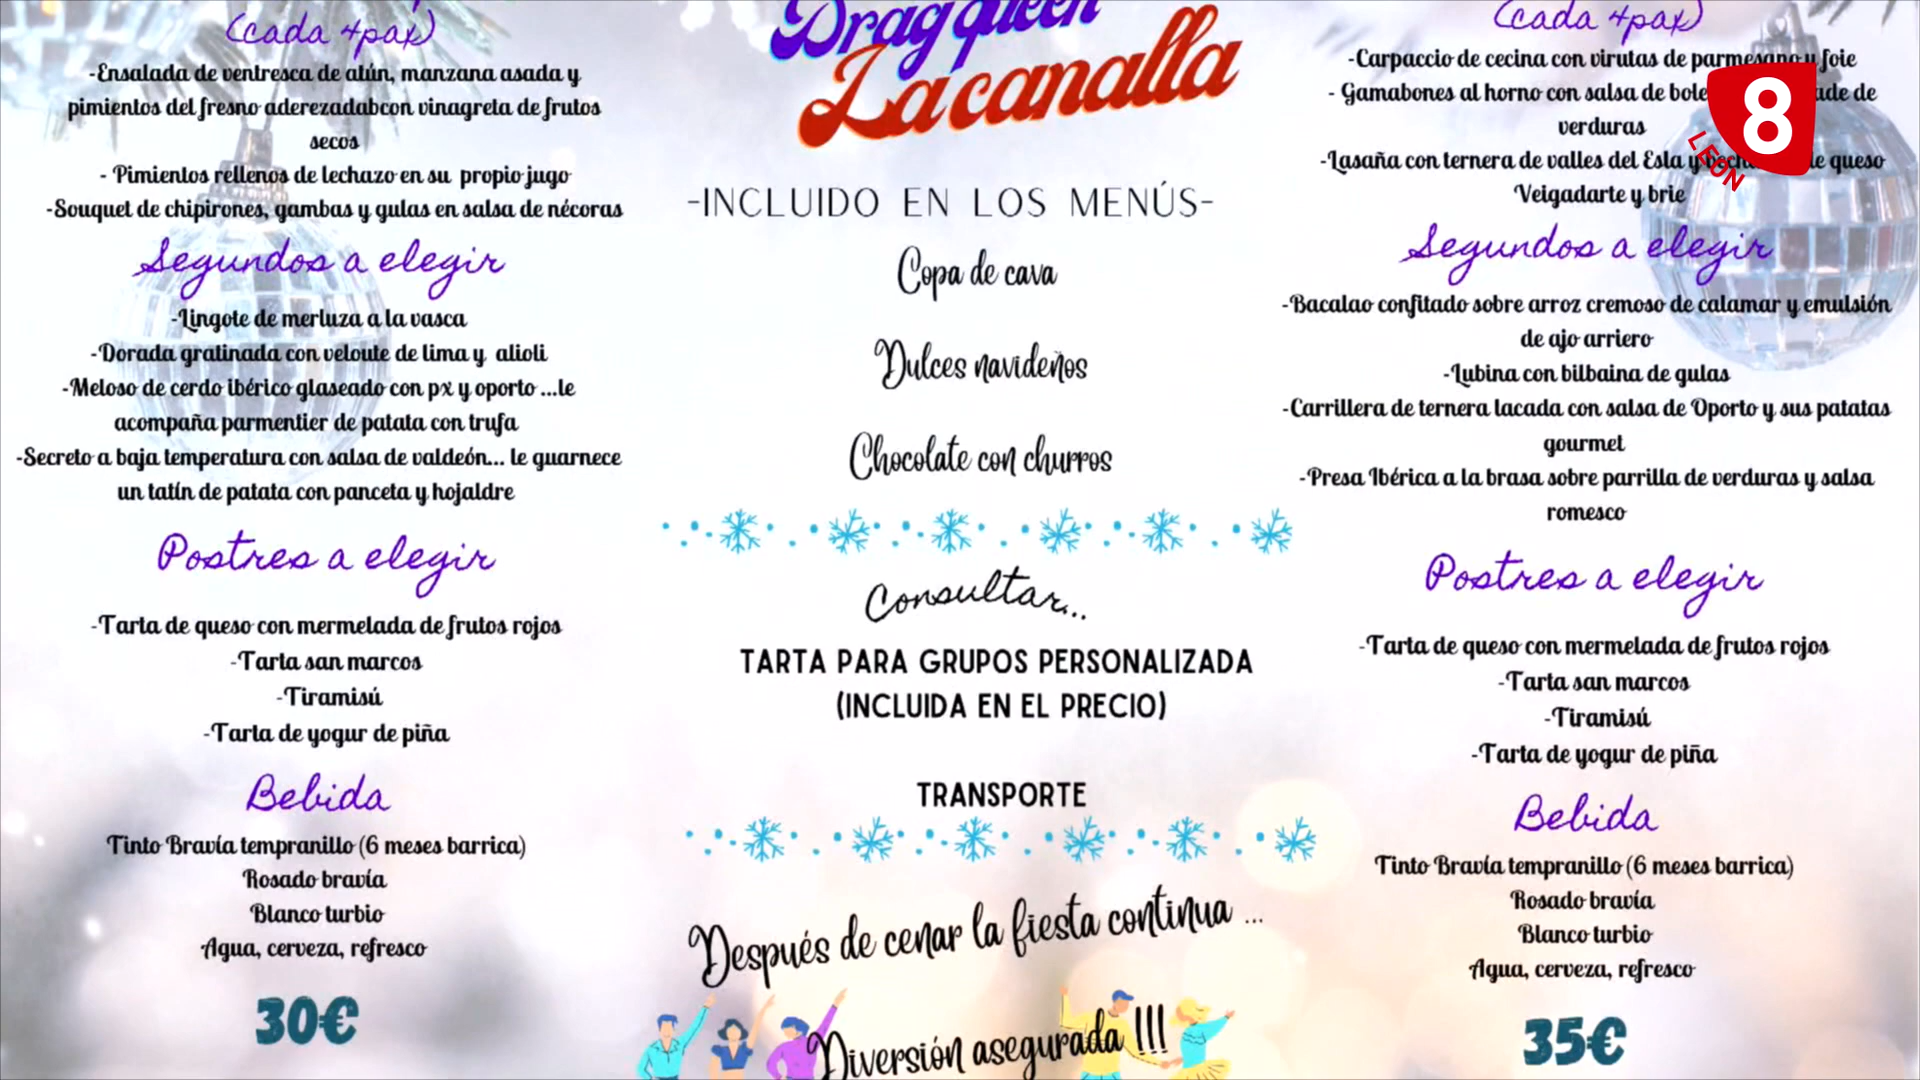 (cada 4pax)
-Ensalada de ventresca de atún, manzana asada y
pimientos del fresno aderezadabcon vinagreta de frutos
secos
- Pimientos rellenos de lechazo en su propio jugo
-Souquet de chipirones, gambas y gulas en salsa de nécoras
Segundos a elegir
-Lingote de merluza a la vasca
-Dorada gratinada con veloute de lima y alioli
-Meloso de cerdo ibérico glaseado con px y oporto ...le
acompaña parmentier de patata con trufa
-Secreto a baja temperatura con salsa de valdeón... le guarnece
un tatín de patata con panceta y hojaldre
Postres a elegir
-Tarta de queso con mermelada de frutos rojos
-Tarta san marcos
-Tiramisú
-Tarta de yogur de piña
Bebida
Tinto Bravía tempranillo (6 meses barrica)
Rosado bravía
Blanco turbio
Agua, cerveza, refresco
30€
Drag queen
La canalla
-INCLUIDO EN LOS MENÚS-
Copa de cava
Dulces navideños
Chocolate con churros
Consultar...
TARTA PARA GRUPOS PERSONALIZADA
(INCLUIDA EN EL PRECIO)
TRANSPORTE
Después de cenar la fiesta continua ...
Diversión asegurada !!!
(cada 4pax)
-Carpaccio de cecina con virutas de parmesano y foie
- Gamabones al horno con salsa de de
verduras
-Lasaña con ternera de valles del Esla y de queso
Veigadarte y brie
Segundos a elegir
-Bacalao confitado sobre arroz cremoso de calamar y emulsión
de ajo arriero
-Lubina con bilbaina de gulas
-Carrillera de ternera lacada con salsa de Oporto y sus patatas
gourmet
-Presa Ibérica a la brasa sobre parrilla de verduras y salsa
romesco
Postres a elegir
-Tarta de queso con mermelada de frutos rojos
-Tarta san marcos
-Tiramisú
-Tarta de yogur de piña
Bebida
Tinto Bravía tempranillo (6 meses barrica)
Rosado bravía
Blanco turbio
Agua, cerveza, refresco
35€
8
LEÓN